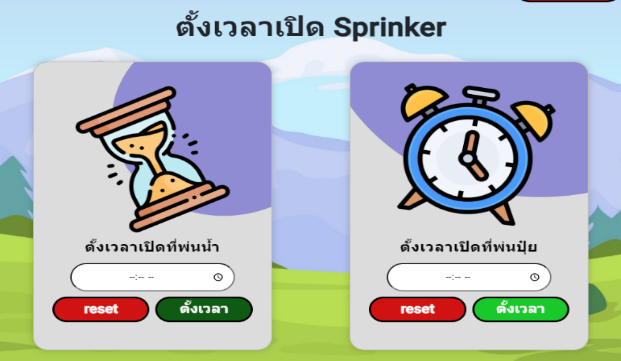 ตั้งเวลาเปิด Sprinker
ตั้งเวลาเปิดที่พ่นน้ำ
--:-- --
reset ตั้งเวลา
ตั้งเวลาเปิดที่พ่นปุ๋ย
--:-- --
reset ตั้งเวลา